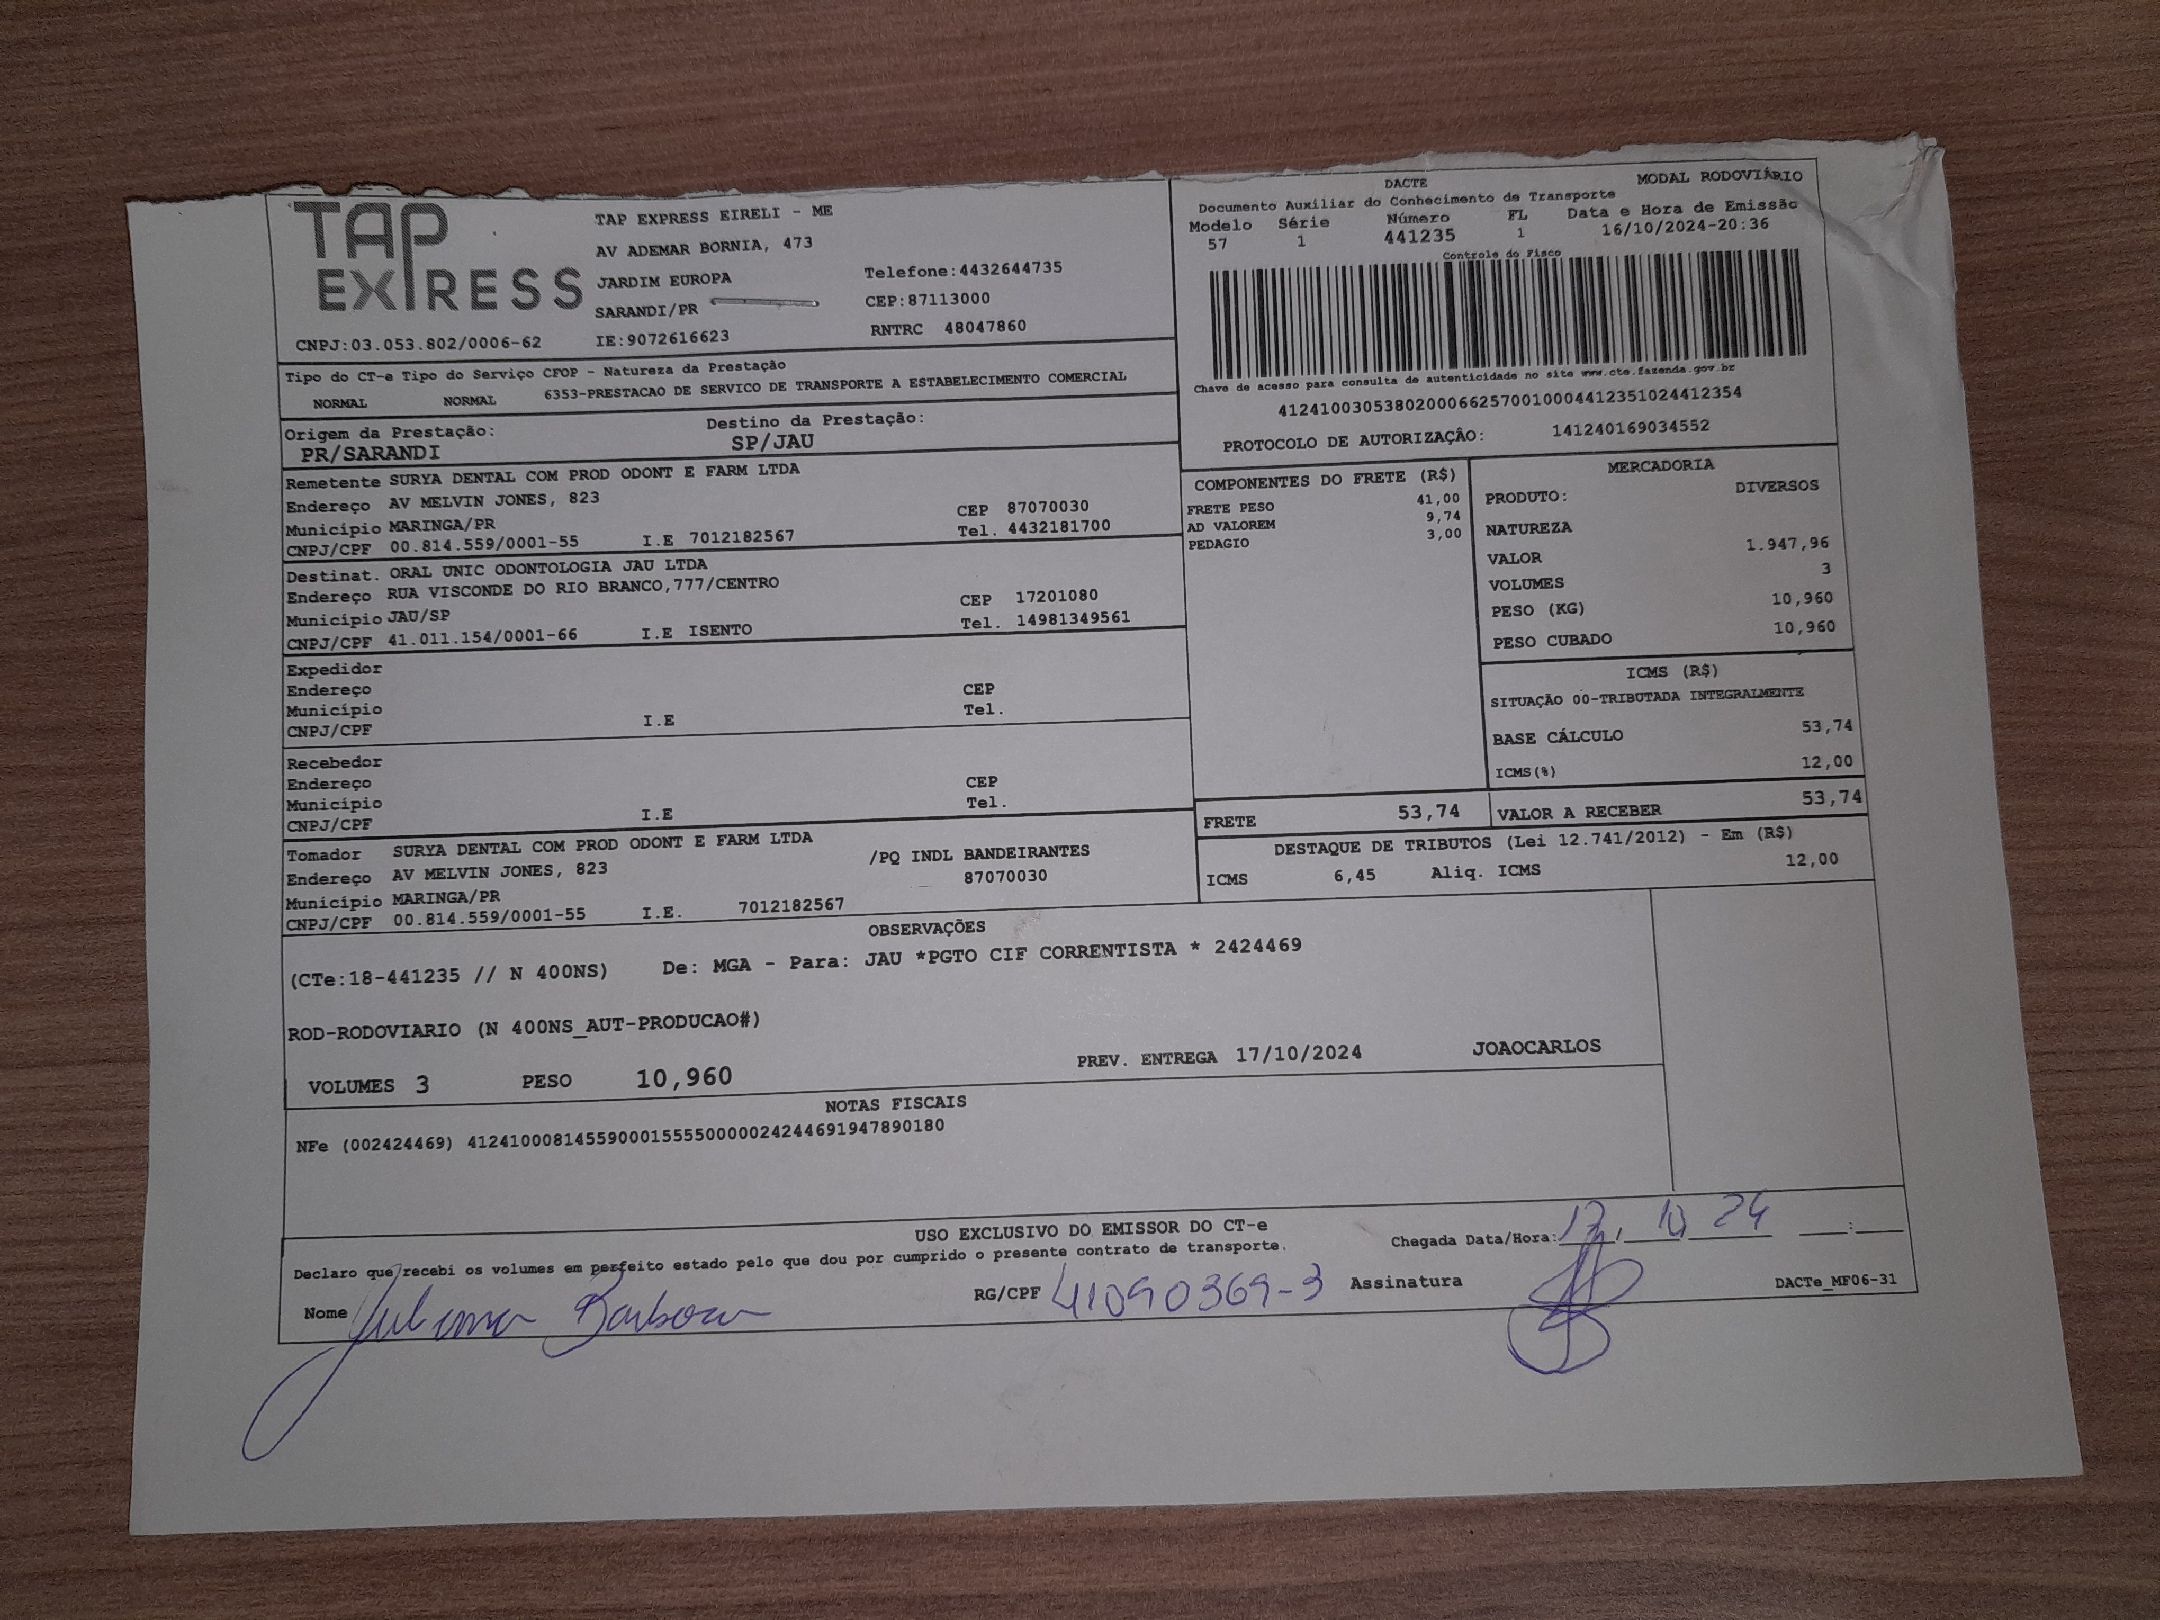 TAP EXPRESS
TAP EXPRESS EIRELI - ME
AV ADEMAR BORNIA, 473
JARDIM EUROPA Telefone:4432644735
SARANDI/PR CEP:87113000
CNPJ:03.053.802/0006-62 IE:9072616623 RNTRC 48047860
DACTE MODAL RODOVIÁRIO
Documento Auxiliar do Conhecimento de Transporte
Modelo Série Número FL Data e Hora de Emissão
57 1 441235 1 16/10/2024-20:36
Controle do Fisco
Chave de acesso para consulta de autenticidade no site www.cte.fazenda.gov.br
41241003053802000662570010004412351024412354
PROTOCOLO DE AUTORIZAÇÃO: 141240169034552
Tipo do CT-e Tipo do Serviço CFOP - Natureza da Prestação
NORMAL NORMAL 6353-PRESTACAO DE SERVICO DE TRANSPORTE A ESTABELECIMENTO COMERCIAL
Origem da Prestação: Destino da Prestação:
PR/SARANDI SP/JAU
Remetente SURYA DENTAL COM PROD ODONT E FARM LTDA
Endereço AV MELVIN JONES, 823 CEP 87070030
Município MARINGA/PR Tel. 4432181700
CNPJ/CPF 00.814.559/0001-55 I.E 7012182567
Destinat. ORAL UNIC ODONTOLOGIA JAU LTDA
Endereço RUA VISCONDE DO RIO BRANCO,777/CENTRO CEP 17201080
Município JAU/SP Tel. 14981349561
CNPJ/CPF 41.011.154/0001-66 I.E ISENTO
Expedidor
Endereço CEP
Município Tel.
CNPJ/CPF I.E
Recebedor
Endereço CEP
Município Tel.
CNPJ/CPF I.E
Tomador SURYA DENTAL COM PROD ODONT E FARM LTDA
Endereço AV MELVIN JONES, 823 /PQ INDL BANDEIRANTES
Município MARINGA/PR 87070030
CNPJ/CPF 00.814.559/0001-55 I.E. 7012182567
COMPONENTES DO FRETE (R$)
FRETE PESO 41,00
AD VALOREM 9,74
PEDAGIO 3,00
MERCADORIA
PRODUTO: DIVERSOS
NATUREZA
VALOR 1.947,96
VOLUMES 3
PESO (KG) 10,960
PESO CUBADO 10,960
ICMS (R$)
SITUAÇÃO 00-TRIBUTADA INTEGRALMENTE
BASE CÁLCULO 53,74
ICMS(%) 12,00
FRETE 53,74 VALOR A RECEBER 53,74
DESTAQUE DE TRIBUTOS (Lei 12.741/2012) - Em (R$)
ICMS 6,45 Aliq. ICMS 12,00
OBSERVAÇÕES
(CTe:18-441235 // N 400NS) De: MGA - Para: JAU *PGTO CIF CORRENTISTA * 2424469
ROD-RODOVIARIO (N 400NS_AUT-PRODUCAO#)
VOLUMES 3 PESO 10,960 PREV. ENTREGA 17/10/2024 JOAOCARLOS
NOTAS FISCAIS
NFe (002424469) 41241000814559000155550000024244691947890180
USO EXCLUSIVO DO EMISSOR DO CT-e
Declaro que recebi os volumes em perfeito estado pelo que dou por cumprido o presente contrato de transporte. Chegada Data/Hora: 17, 10 24 :
Nome Juliana Barbosa RG/CPF 41090369-3 Assinatura DACTe_MF06-31